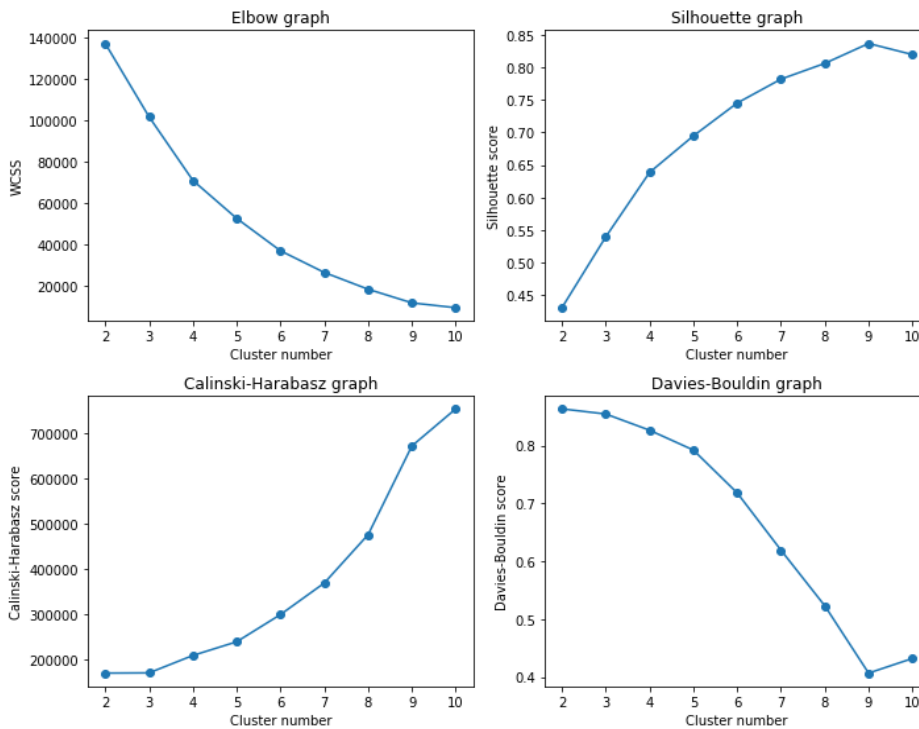 Elbow graph
140000
120000
100000
80000
60000
40000
20000
WCSS
2 3 4 5 6 7 8 9 10
Cluster number
Silhouette graph
0.85
0.80
0.75
0.70
0.65
0.60
0.55
0.50
0.45
Silhouette score
2 3 4 5 6 7 8 9 10
Cluster number
Calinski-Harabasz graph
700000
600000
500000
400000
300000
200000
Calinski-Harabasz score
2 3 4 5 6 7 8 9 10
Cluster number
Davies-Bouldin graph
0.8
0.7
0.6
0.5
0.4
Davies-Bouldin score
2 3 4 5 6 7 8 9 10
Cluster number